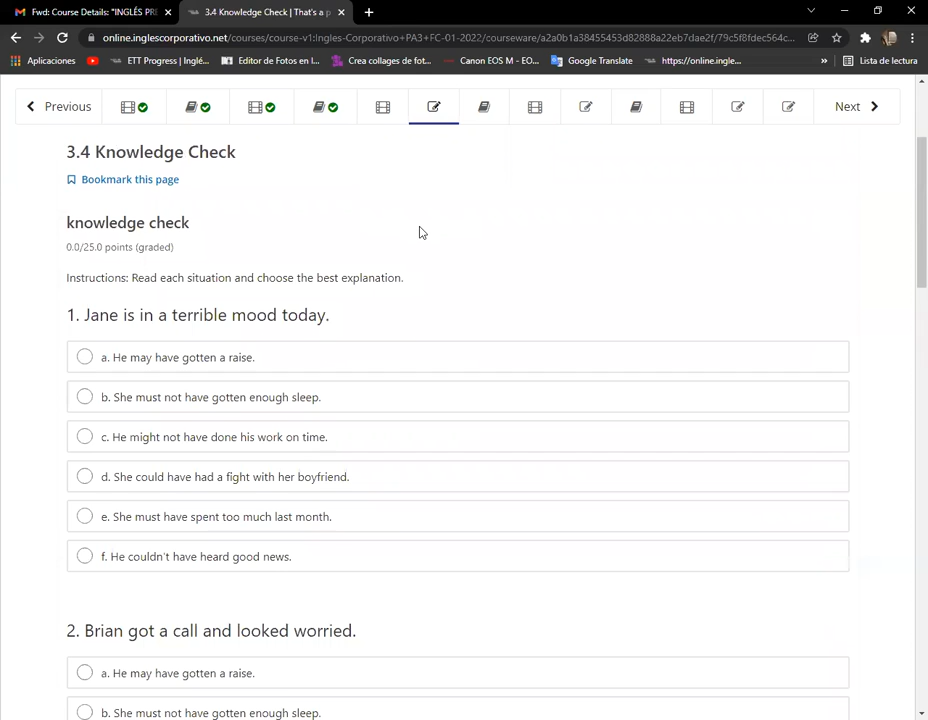 Fwd: Course Details: "INGLÉS PRE
3.4 Knowledge Check | That's a p
online.inglescorporativo.net/courses/course-v1:Ingles-Corporativo+PA3+FC-01-2022/courseware/a2a0b1a38455453d82888a22eb7dae2f/79c5f8fdec564c...
Aplicaciones
ETT Progress | Inglé...
Editor de Fotos en l...
Crea collages de fot...
Canon EOS M - EO...
Google Translate
https://online.ingle...
»
Lista de lectura
Previous
Next
3.4 Knowledge Check
Bookmark this page
knowledge check
0.0/25.0 points (graded)
Instructions: Read each situation and choose the best explanation.
1. Jane is in a terrible mood today.
a. He may have gotten a raise.
b. She must not have gotten enough sleep.
c. He might not have done his work on time.
d. She could have had a fight with her boyfriend.
e. She must have spent too much last month.
f. He couldn't have heard good news.
2. Brian got a call and looked worried.
a. He may have gotten a raise.
b. She must not have gotten enough sleep.